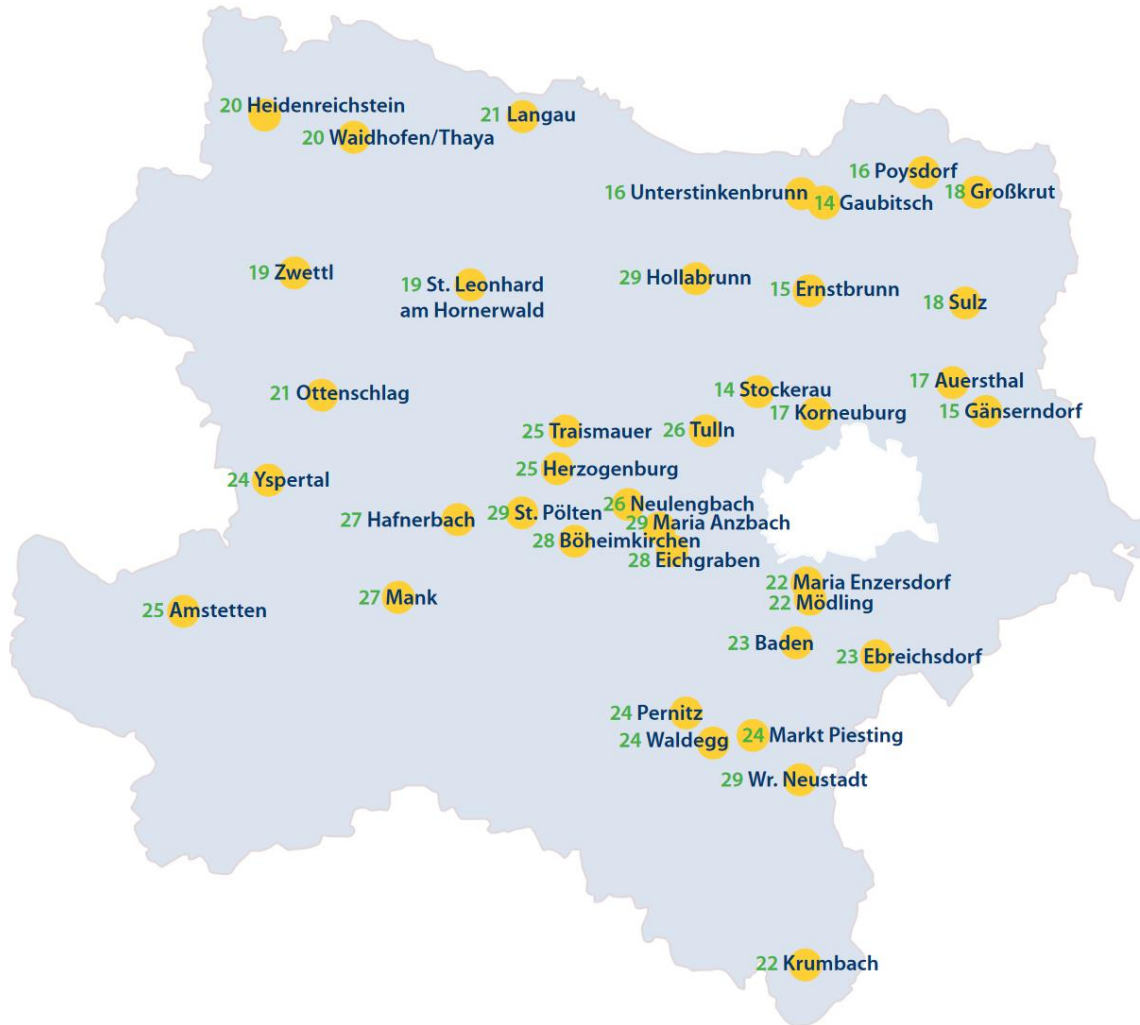 20 Heidenreichstein
21 Langau
20 Waidhofen/Thaya
16 Poysdorf
16 Unterstinkenbrunn
18 Großkrut
14 Gaubitsch
19 Zwettl
19 St. Leonhard
am Hornerwald
29 Hollabrunn
15 Ernstbrunn
18 Sulz
21 Ottenschlag
14 Stockerau
17 Auersthal
17 Korneuburg
15 Gänserndorf
25 Traismauer
26 Tulln
25 Herzogenburg
24 Yspertal
26 Neulengbach
27 Hafnerbach
29 St. Pölten
29 Maria Anzbach
28 Böheimkirchen
28 Eichgraben
22 Maria Enzersdorf
22 Mödling
27 Mank
25 Amstetten
23 Baden
23 Ebreichsdorf
24 Pernitz
24 Waldegg
24 Markt Piesting
29 Wr. Neustadt
22 Krumbach